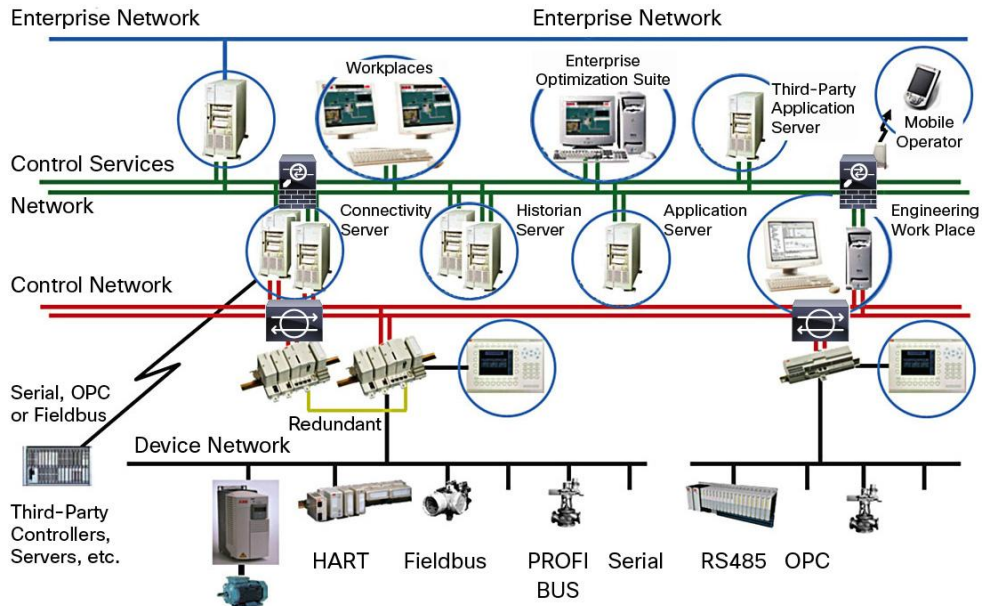 Enterprise Network
Enterprise Network
Workplaces
Enterprise
Optimization Suite
Third-Party
Application
Server
Mobile
Operator
Control Services
Network
Connectivity
Server
Historian
Server
Application
Server
Engineering
Work Place
Control Network
Serial, OPC
or Fieldbus
Redundant
Device Network
Third-Party
Controllers,
Servers, etc.
HART
Fieldbus
PROFI
BUS
Serial
RS485
OPC